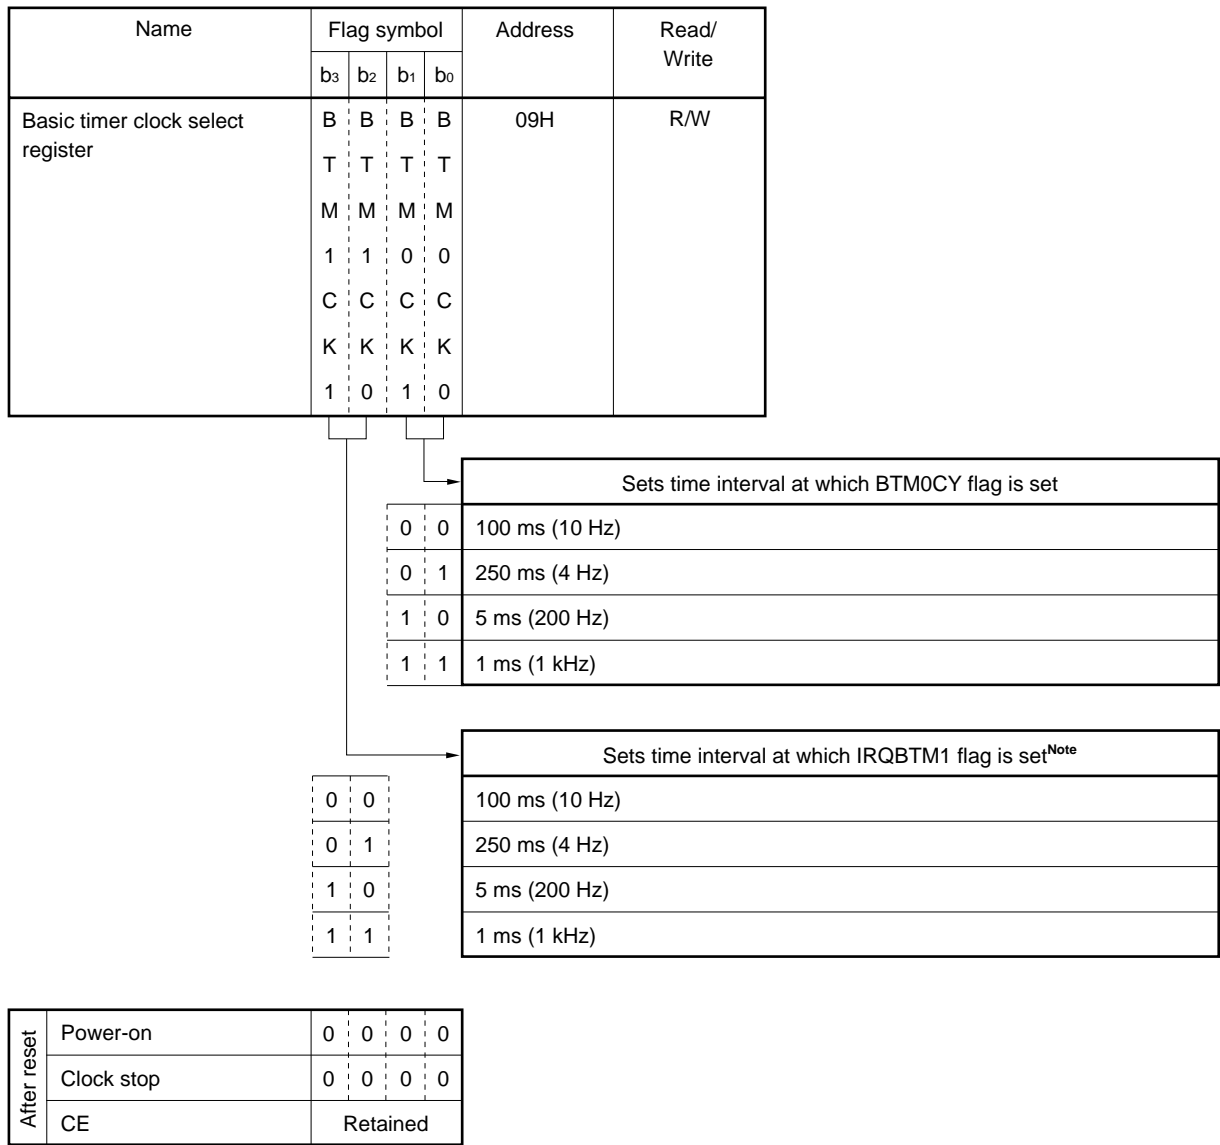 Name Flag symbol Address Read/
Write
b3 b2 b1 b0
Basic timer clock select B B B B 09H R/W
register
T T T T
M M M M
1 1 0 0
C C C C
K K K K
1 0 1 0
Sets time interval at which BTM0CY flag is set
0 0 100 ms (10 Hz)
0 1 250 ms (4 Hz)
1 0 5 ms (200 Hz)
1 1 1 ms (1 kHz)
Sets time interval at which IRQBTM1 flag is setNote
0 0 100 ms (10 Hz)
0 1 250 ms (4 Hz)
1 0 5 ms (200 Hz)
1 1 1 ms (1 kHz)
After reset
Power-on 0 0 0 0
Clock stop 0 0 0 0
CE Retained